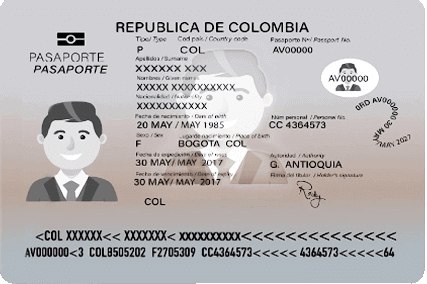 REPUBLICA DE COLOMBIA
PASAPORTE
PASAPORTE
Tipo/ Type Cod país / Country code Pasaporte Nr/ Passport No
P COL AV00000
Apellidos / Surname
XXXXXX XXX
Nombres / Given names
XXXXX XXXXXXXXXX
Nacionalidad / Nationality
XXXXXXXXXXX
Fecha de nacimiento / Date of birth Num personal / Personal No.
20 MAY / MAY 1985 CC 4364573
Sexo / Sex Lugar de nacimiento / Place of birth
F BOGOTA COL
Fecha de expedición / Date of Autoridad / Authority
30 MAY/ MAY 2017 G. ANTIOQUIA
Fecha de vencimiento / Date of expiry Firma del titular / Holder's signature
30 MAY/ MAY 2017
COL
AV00000
ORD AV00000
30 MAY
/MAY 2027
<COL XXXXXX<< XXXXXXX< XXXXXXXXXXX<<<<<<<<<<<<<<<
AV000000<3 COL8505202 F2705309 CC4364573<<<<< 4364573<<<<<64